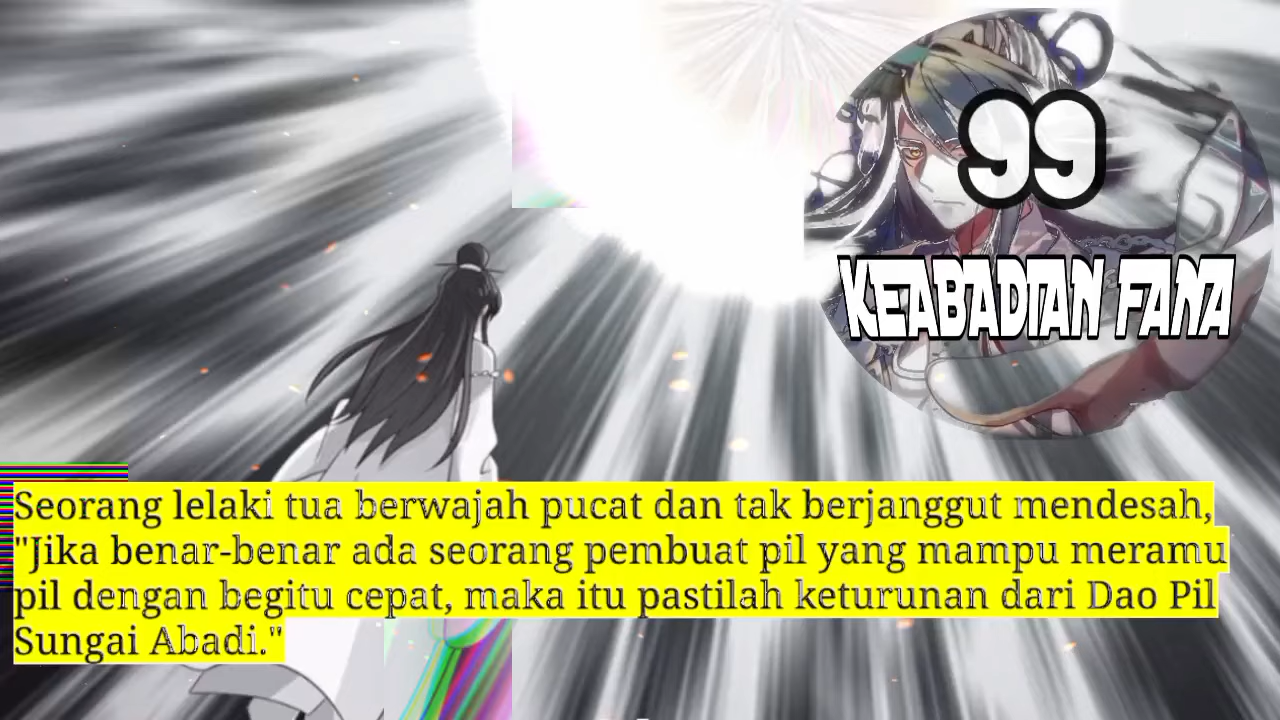 99
KEABADIAN FANA
Seorang lelaki tua berwajah pucat dan tak berjanggut mendesah,
"Jika benar-benar ada seorang pembuat pil yang mampu meramu
pil dengan begitu cepat, maka itu pastilah keturunan dari Dao Pil
Sungai Abadi."